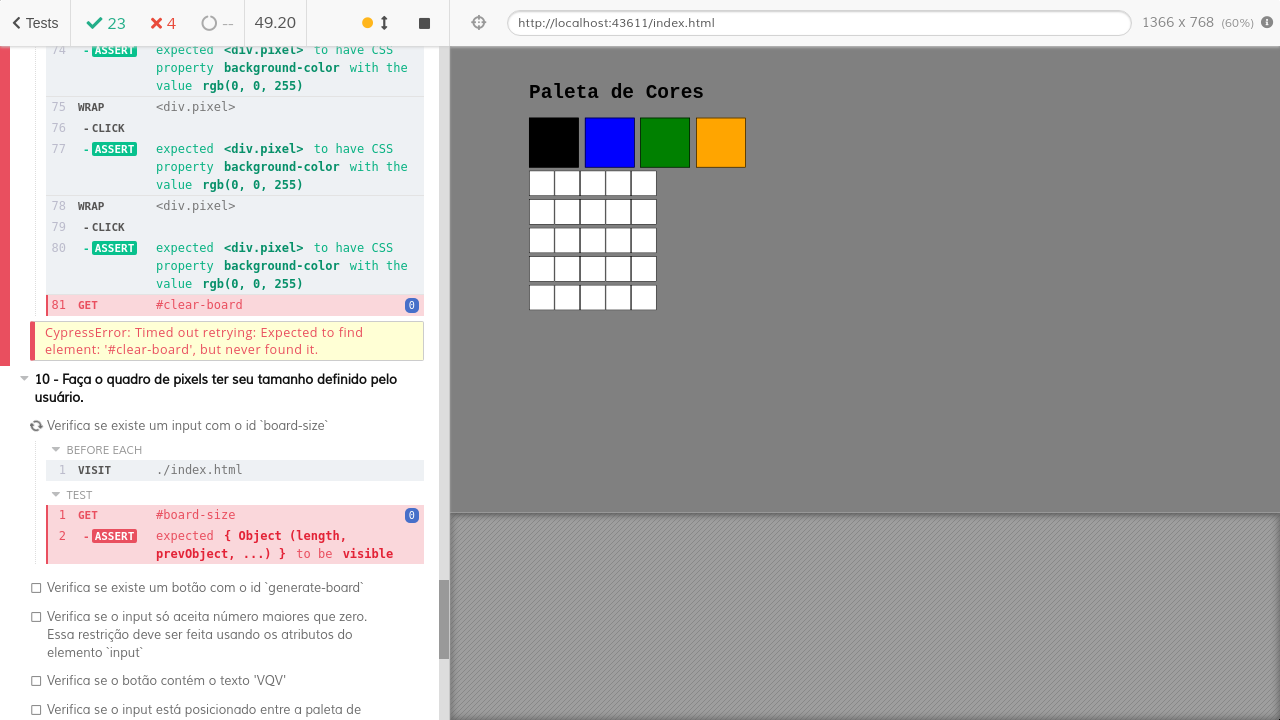 Tests 23 4 -- 49.20 http://localhost:43611/index.html 1366 x 768 (60%)
74 - ASSERT expected <div.pixel> to have CSS
property background-color with the
value rgb(0, 0, 255)
75 WRAP <div.pixel>
76 - CLICK
77 - ASSERT expected <div.pixel> to have CSS
property background-color with the
value rgb(0, 0, 255)
78 WRAP <div.pixel>
79 - CLICK
80 - ASSERT expected <div.pixel> to have CSS
property background-color with the
value rgb(0, 0, 255)
81 GET #clear-board 0
CypressError: Timed out retrying: Expected to find
element: '#clear-board', but never found it.
10 - Faça o quadro de pixels ter seu tamanho definido pelo
usuário.
Verifica se existe um input com o id `board-size`
BEFORE EACH
1 VISIT ./index.html
TEST
1 GET #board-size 0
2 - ASSERT expected { Object (length,
prevObject, ...) } to be visible
Verifica se existe um botão com o id `generate-board`
Verifica se o input só aceita número maiores que zero.
Essa restrição deve ser feita usando os atributos do
elemento `input`
Verifica se o botão contém o texto 'VQV'
Verifica se o input está posicionado entre a paleta de
Paleta de Cores